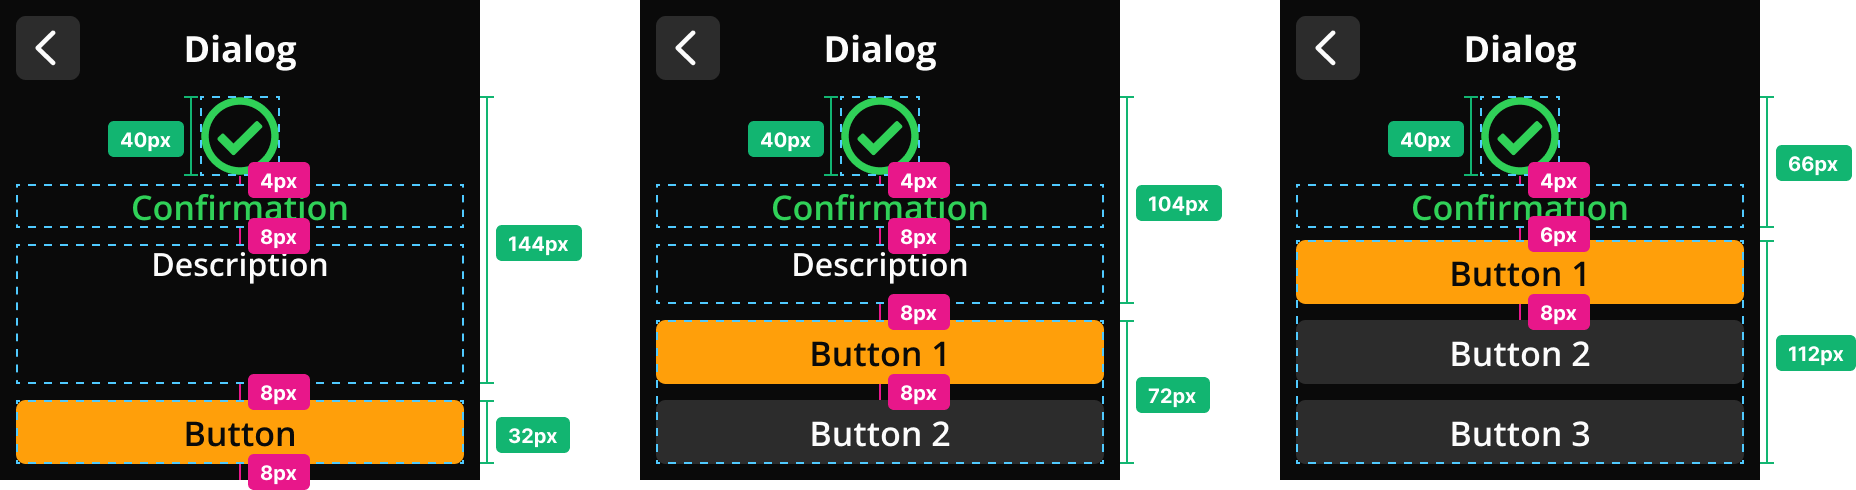 Dialog
40px
4px
Confirmation
8px
Description
144px
8px
Button
32px
8px
Dialog
40px
4px
Confirmation
8px
Description
104px
8px
Button 1
8px
Button 2
72px
Dialog
40px
4px
Confirmation
66px
6px
Button 1
8px
Button 2
112px
Button 3